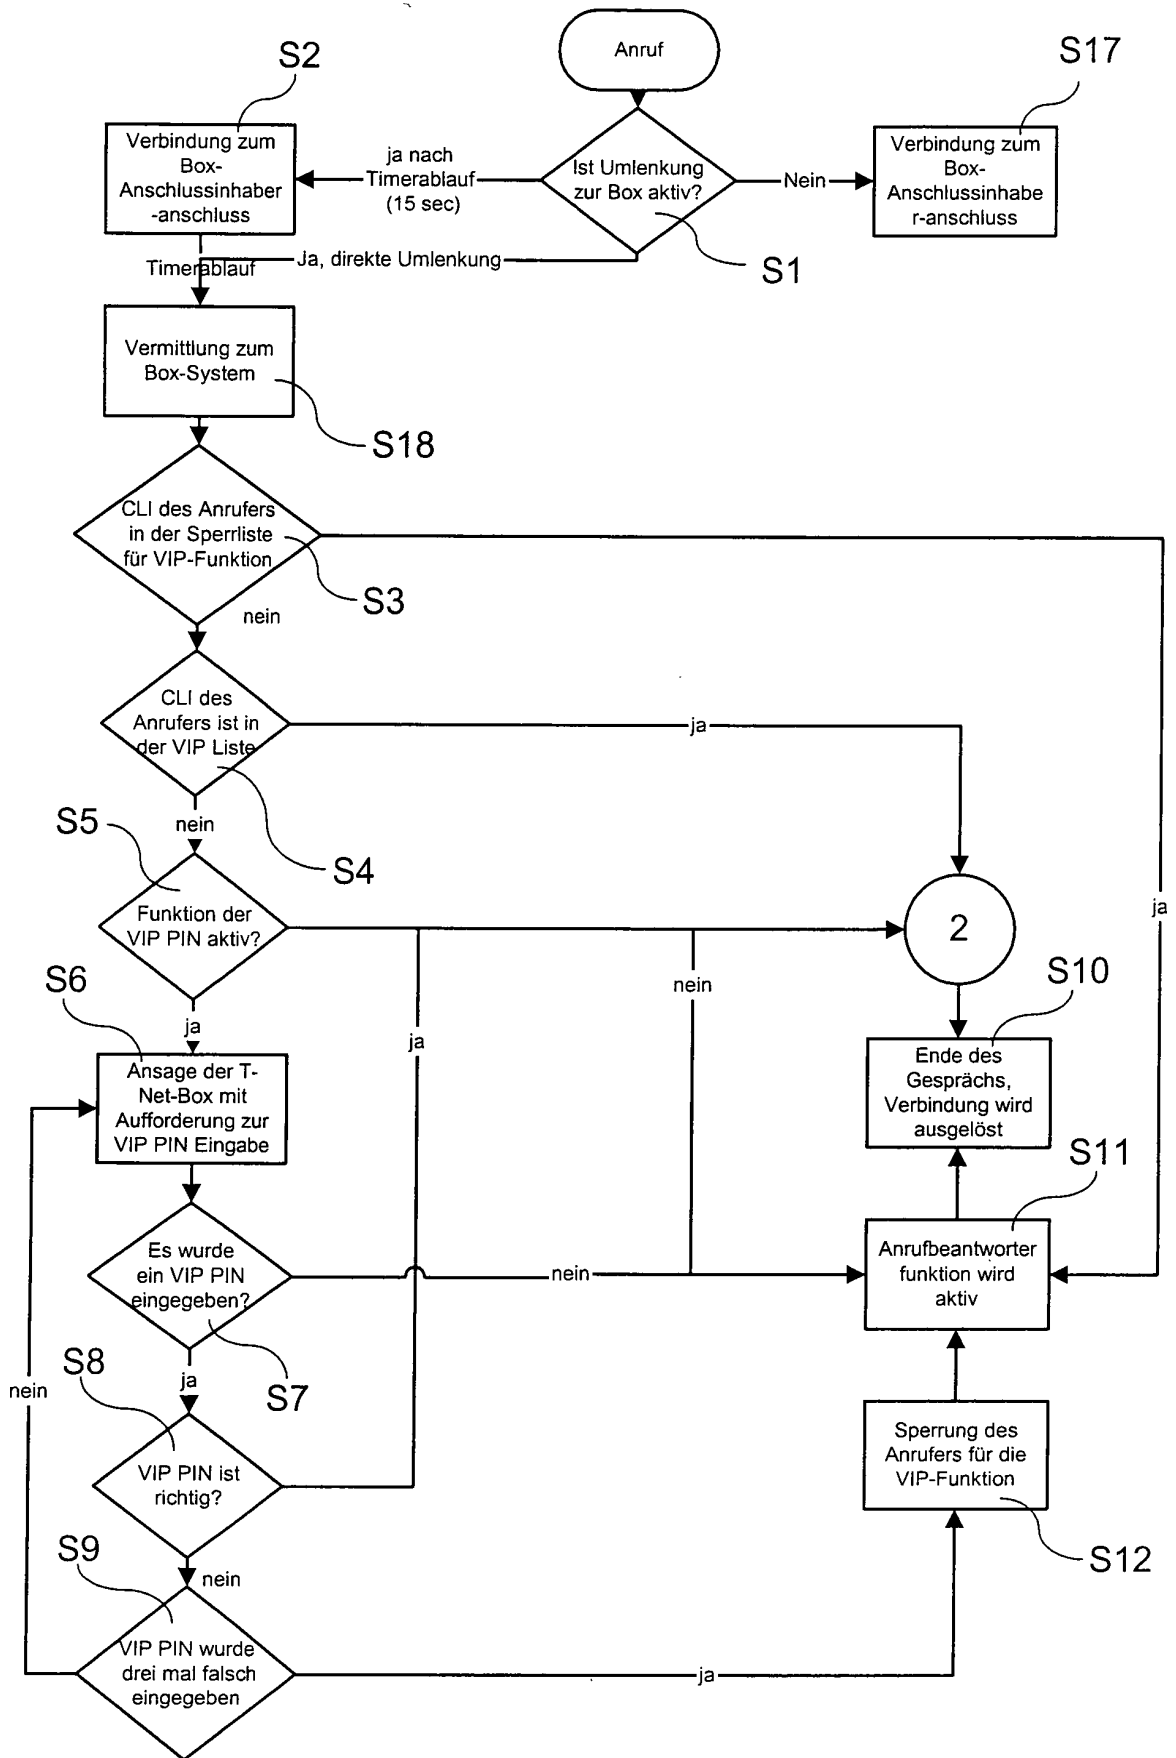 Anruf
S2
S17
Verbindung zum
Box-
Anschlussinhaber
-anschluss
ja nach
Timerablauf
(15 sec)
Ist Umlenkung
zur Box aktiv?
Nein
Verbindung zum
Box-
Anschlussinhabe
r-anschluss
S1
Timerablauf
Ja, direkte Umlenkung
Vermittlung zum
Box-System
S18
CLI des Anrufers
in der Sperrliste
für VIP-Funktion
S3
nein
CLI des
Anrufers ist in
der VIP Liste
ja
S4
nein
S5
Funktion der
VIP PIN aktiv?
2
ja
nein
S6
ja
ja
S10
Ansage der T-
Net-Box mit
Aufforderung zur
VIP PIN Eingabe
Ende des
Gesprächs,
Verbindung wird
ausgelöst
S11
Es wurde
ein VIP PIN
eingegeben?
nein
Anrufbeantworter
funktion wird
aktiv
S7
ja
S8
nein
VIP PIN ist
richtig?
Sperrung des
Anrufers für die
VIP-Funktion
S12
S9
nein
VIP PIN wurde
drei mal falsch
eingegeben
ja